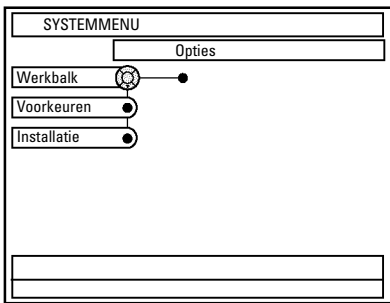 SYSTEMMENU
Opties
Werkbalk
Voorkeuren
Installatie